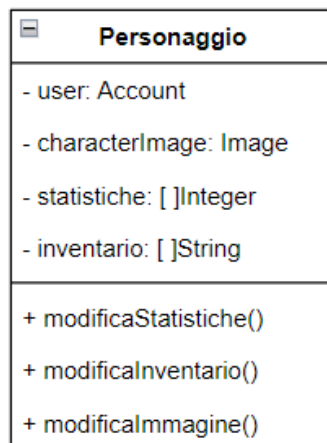 Personaggio
- user: Account
- characterImage: Image
- statistiche: [ ]Integer
- inventario: [ ]String
+ modificaStatistiche()
+ modificaInventario()
+ modificaImmagine()